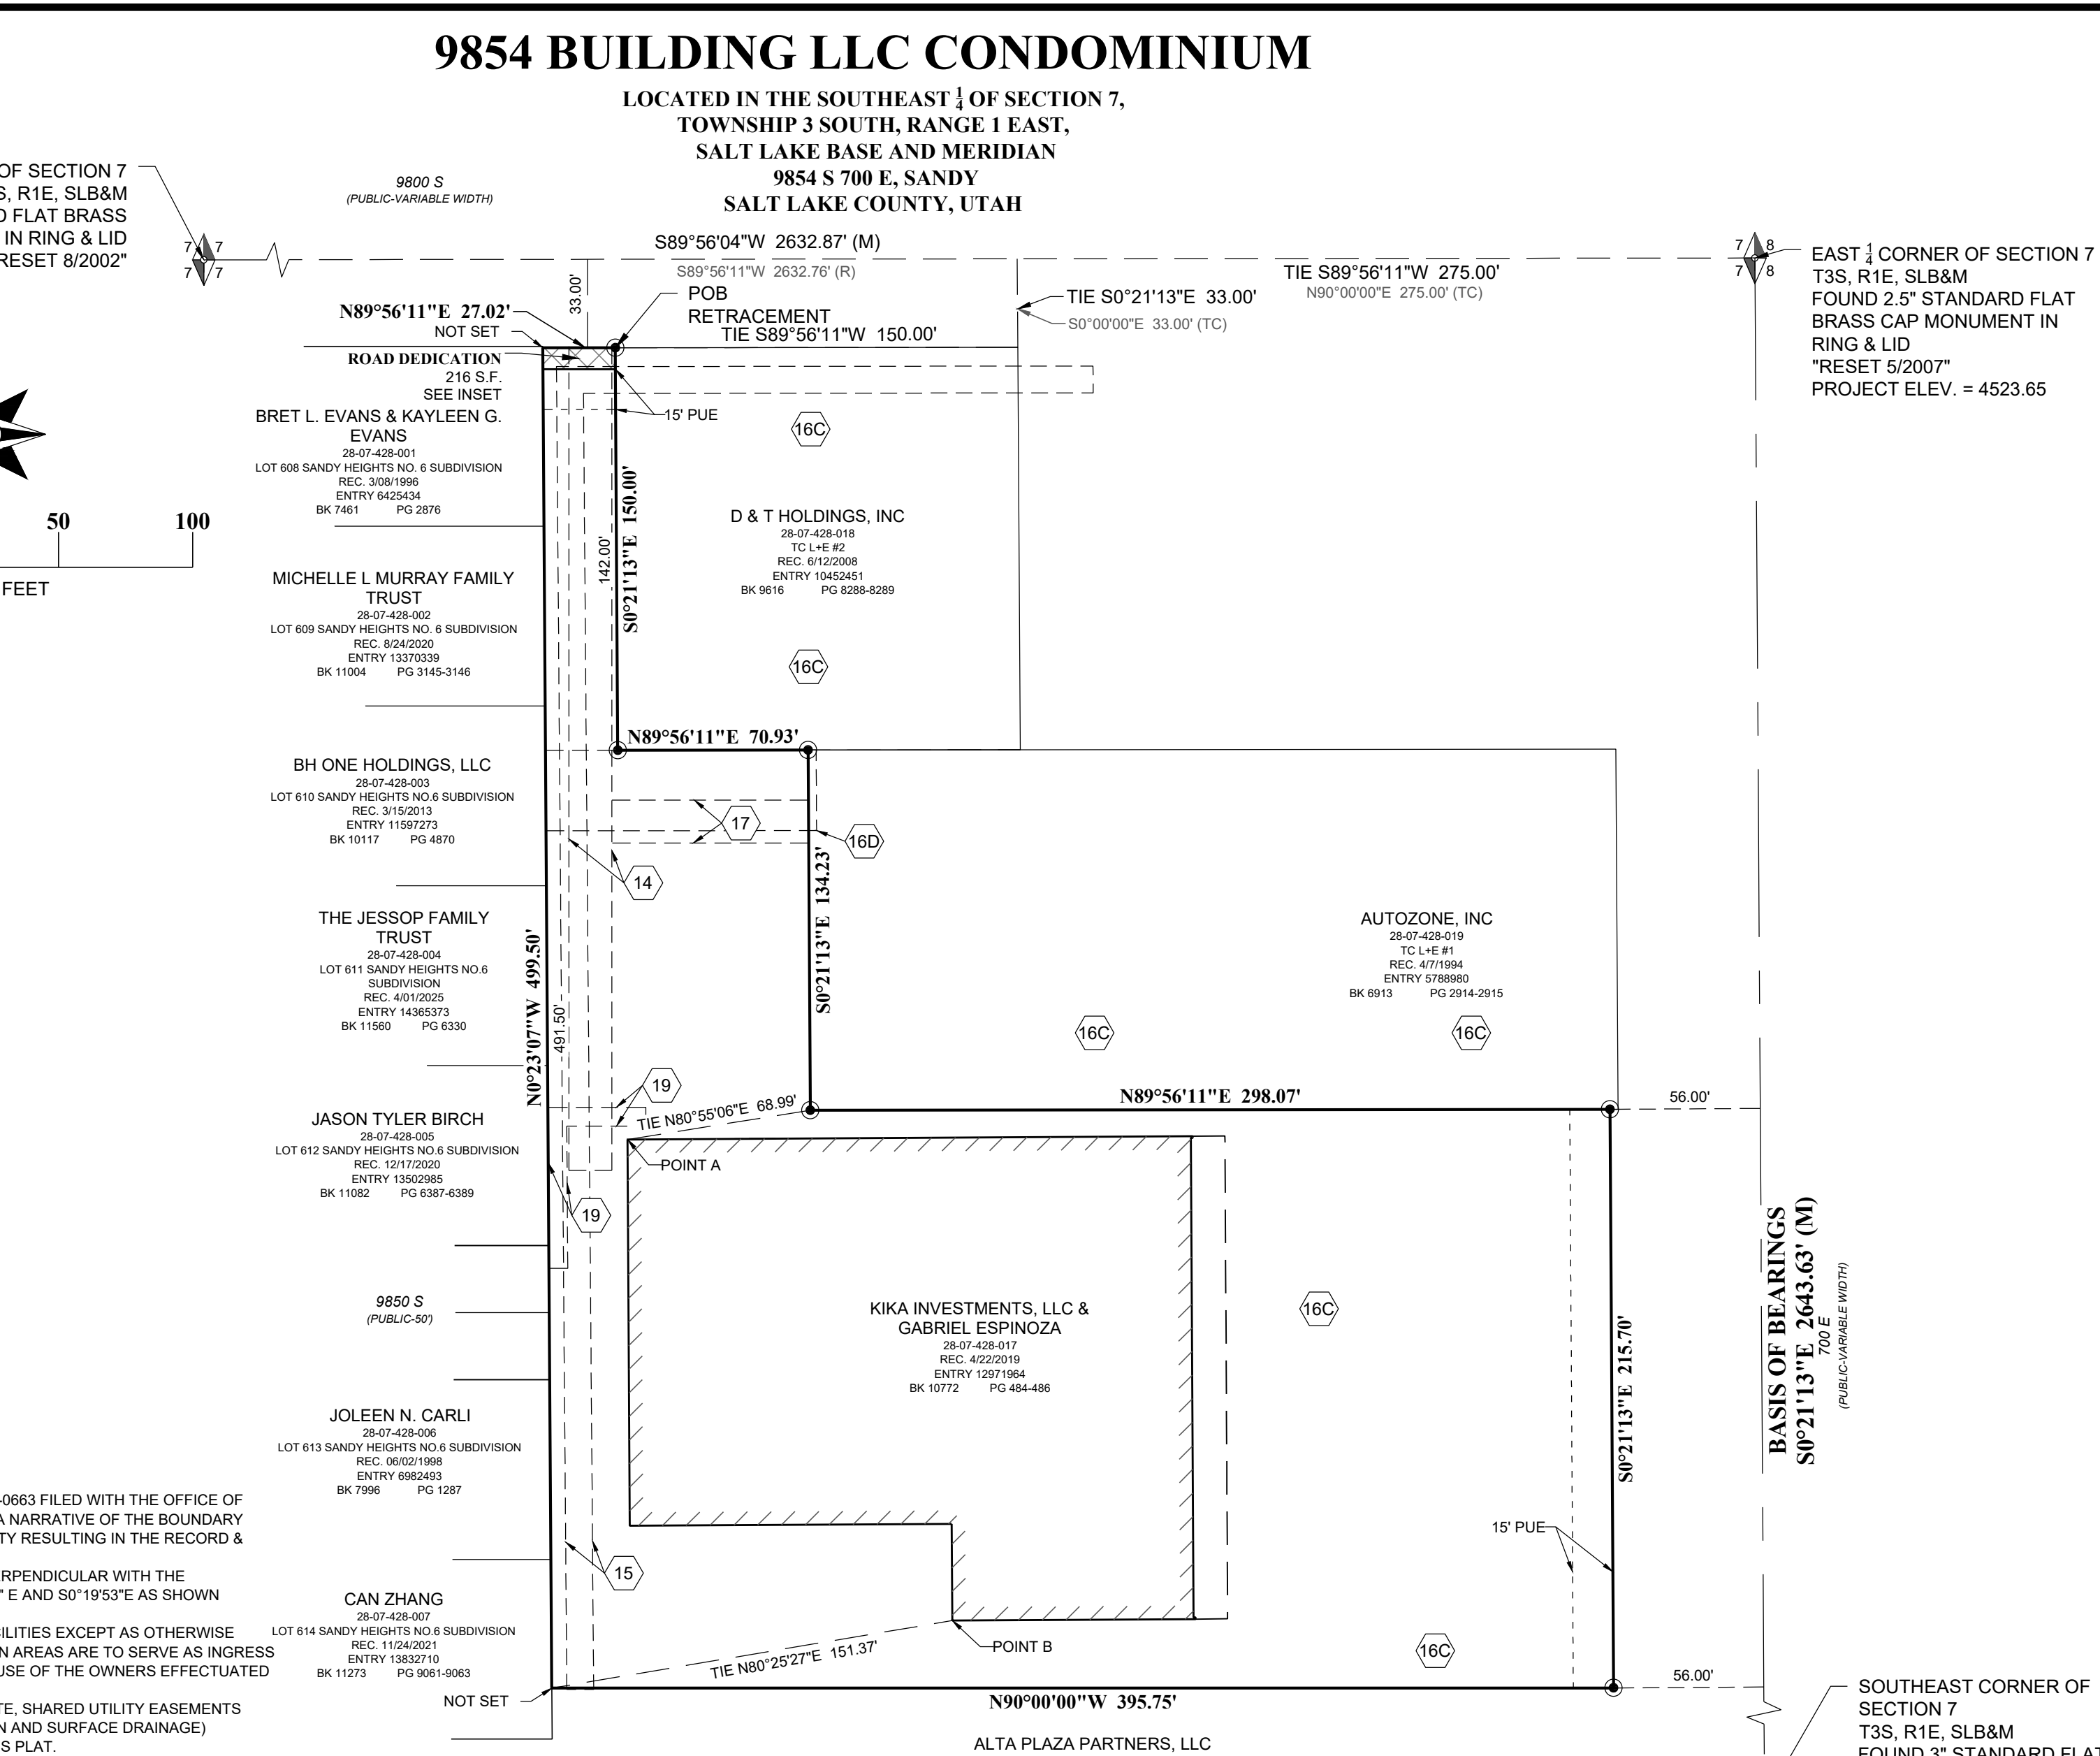 9854 BUILDING LLC CONDOMINIUM
LOCATED IN THE SOUTHEAST 1/4 OF SECTION 7,
TOWNSHIP 3 SOUTH, RANGE 1 EAST,
SALT LAKE BASE AND MERIDIAN
9854 S 700 E, SANDY
SALT LAKE COUNTY, UTAH
OF SECTION 7
S, R1E, SLB&M
D FLAT BRASS
IN RING & LID
RESET 8/2002"
9800 S
(PUBLIC-VARIABLE WIDTH)
7 7
7 7
S89°56'04"W 2632.87' (M)
S89°56'11"W 2632.76' (R)
33.00'
N89°56'11"E 27.02'
NOT SET
POB
RETRACEMENT
TIE S89°56'11"W 150.00'
TIE S0°21'13"E 33.00'
S0°00'00"E 33.00' (TC)
TIE S89°56'11"W 275.00'
N90°00'00"E 275.00' (TC)
7 8
7 8
EAST 1/4 CORNER OF SECTION 7
T3S, R1E, SLB&M
FOUND 2.5" STANDARD FLAT
BRASS CAP MONUMENT IN
RING & LID
"RESET 5/2007"
PROJECT ELEV. = 4523.65
ROAD DEDICATION
216 S.F.
SEE INSET
15' PUE
16C
BRET L. EVANS & KAYLEEN G.
EVANS
28-07-428-001
LOT 608 SANDY HEIGHTS NO. 6 SUBDIVISION
REC. 3/08/1996
ENTRY 6425434
BK 7461 PG 2876
50 100
FEET
142.00'
S0°21'13"E 150.00'
D & T HOLDINGS, INC
28-07-428-018
TC L+E #2
REC. 6/12/2008
ENTRY 10452451
BK 9616 PG 8288-8289
MICHELLE L MURRAY FAMILY
TRUST
28-07-428-002
LOT 609 SANDY HEIGHTS NO. 6 SUBDIVISION
REC. 8/24/2020
ENTRY 13370339
BK 11004 PG 3145-3146
16C
N89°56'11"E 70.93'
BH ONE HOLDINGS, LLC
28-07-428-003
LOT 610 SANDY HEIGHTS NO.6 SUBDIVISION
REC. 3/15/2013
ENTRY 11597273
BK 10117 PG 4870
17
16D
14
S0°21'13"E 134.23'
THE JESSOP FAMILY
TRUST
28-07-428-004
LOT 611 SANDY HEIGHTS NO.6
SUBDIVISION
REC. 4/01/2025
ENTRY 14365373
BK 11560 PG 6330
N0°23'07"W 499.50'
491.50'
AUTOZONE, INC
28-07-428-019
TC L+E #1
REC. 4/7/1994
ENTRY 5788980
BK 6913 PG 2914-2915
16C
16C
19
TIE N80°55'06"E 68.99'
N89°56'11"E 298.07'
56.00'
JASON TYLER BIRCH
28-07-428-005
LOT 612 SANDY HEIGHTS NO.6 SUBDIVISION
REC. 12/17/2020
ENTRY 13502985
BK 11082 PG 6387-6389
POINT A
19
9850 S
(PUBLIC-50')
KIKA INVESTMENTS, LLC &
GABRIEL ESPINOZA
28-07-428-017
REC. 4/22/2019
ENTRY 12971964
BK 10772 PG 484-486
16C
S0°21'13"E 215.70'
BASIS OF BEARINGS
S0°21'13"E 2643.63' (M)
700 E
(PUBLIC-VARIABLE WIDTH)
JOLEEN N. CARLI
28-07-428-006
LOT 613 SANDY HEIGHTS NO.6 SUBDIVISION
REC. 06/02/1998
ENTRY 6982493
BK 7996 PG 1287
15' PUE
15
-0663 FILED WITH THE OFFICE OF
A NARRATIVE OF THE BOUNDARY
TY RESULTING IN THE RECORD &
RPENDICULAR WITH THE
" E AND S0°19'53"E AS SHOWN
CILITIES EXCEPT AS OTHERWISE
N AREAS ARE TO SERVE AS INGRESS
USE OF THE OWNERS EFFECTUATED
TE, SHARED UTILITY EASEMENTS
N AND SURFACE DRAINAGE)
S PLAT.
CAN ZHANG
28-07-428-007
LOT 614 SANDY HEIGHTS NO.6 SUBDIVISION
REC. 11/24/2021
ENTRY 13832710
BK 11273 PG 9061-9063
NOT SET
TIE N80°25'27"E 151.37'
POINT B
16C
56.00'
N90°00'00"W 395.75'
ALTA PLAZA PARTNERS, LLC
SOUTHEAST CORNER OF
SECTION 7
T3S, R1E, SLB&M
FOUND 3" STANDARD FLAT